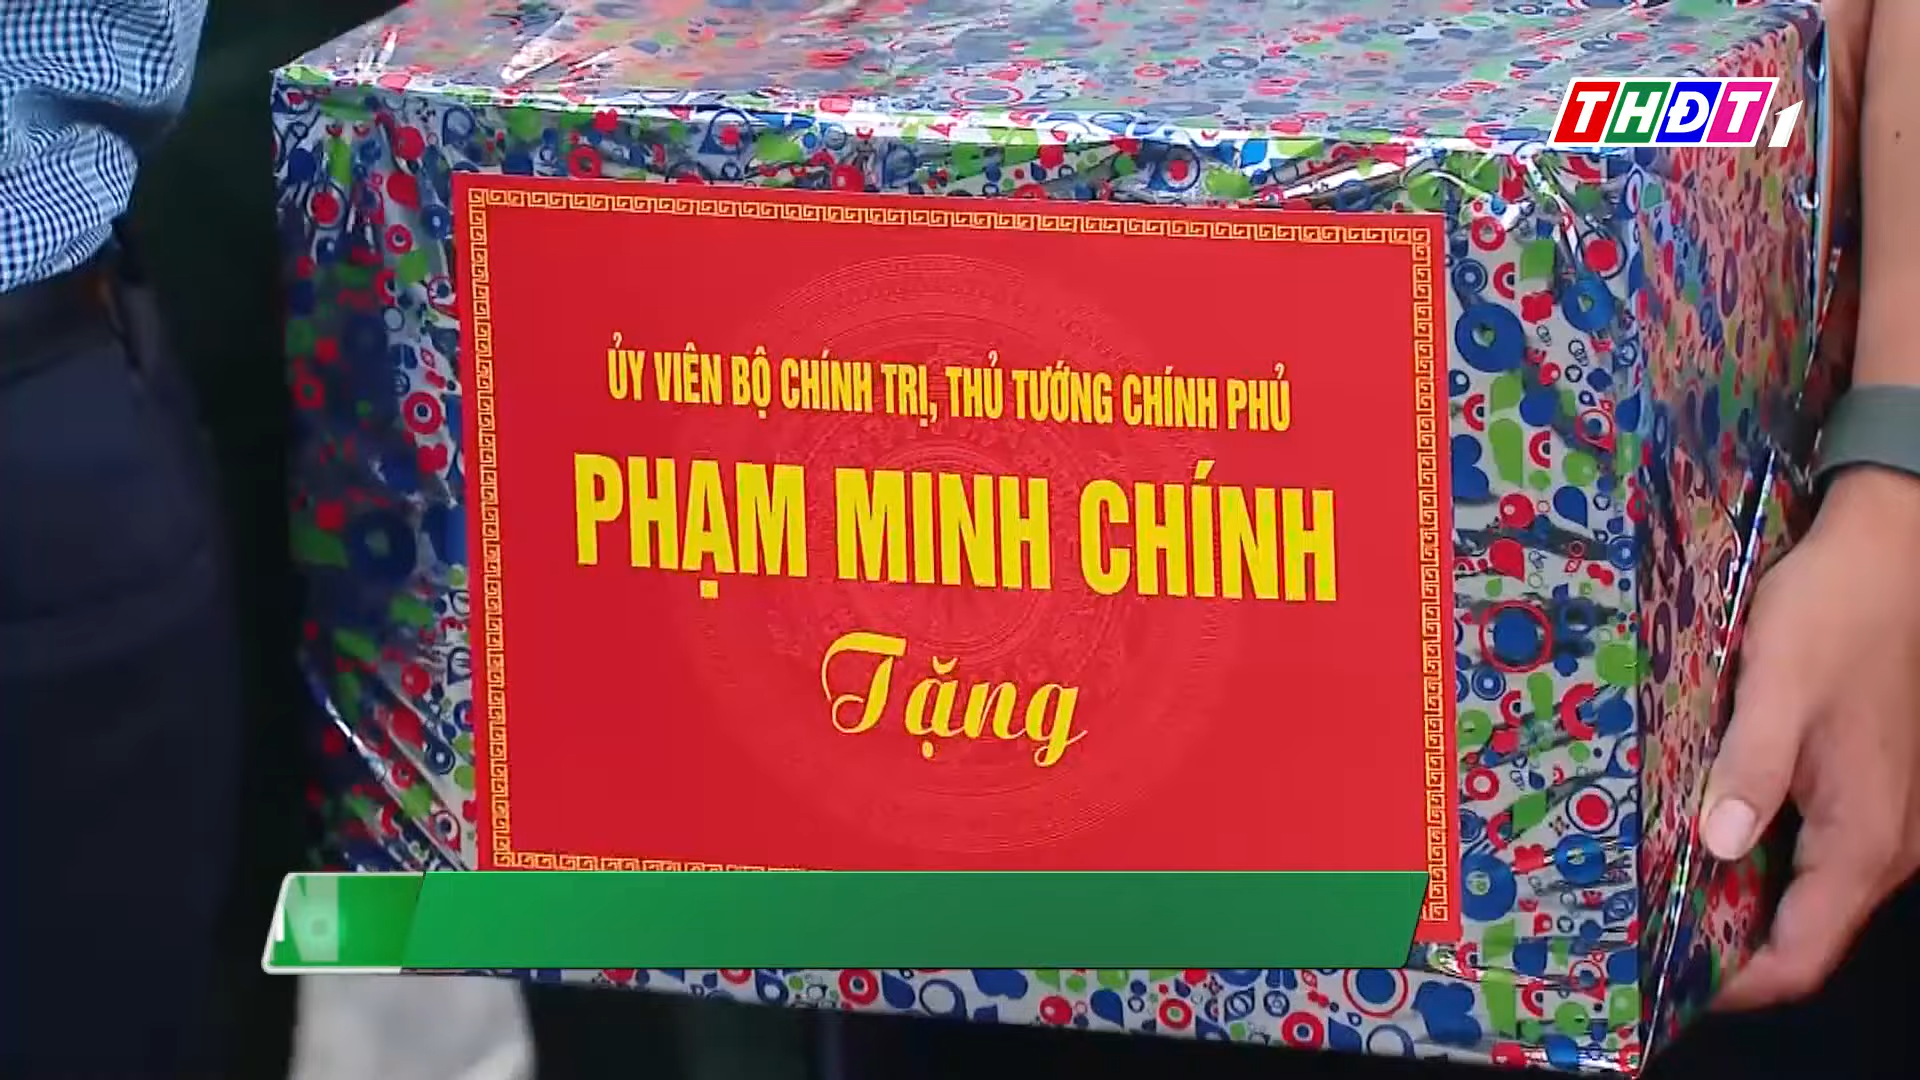 THĐT1
ỦY VIÊN BỘ CHÍNH TRỊ, THỦ TƯỚNG CHÍNH PHỦ
PHẠM MINH CHÍNH
Tặng